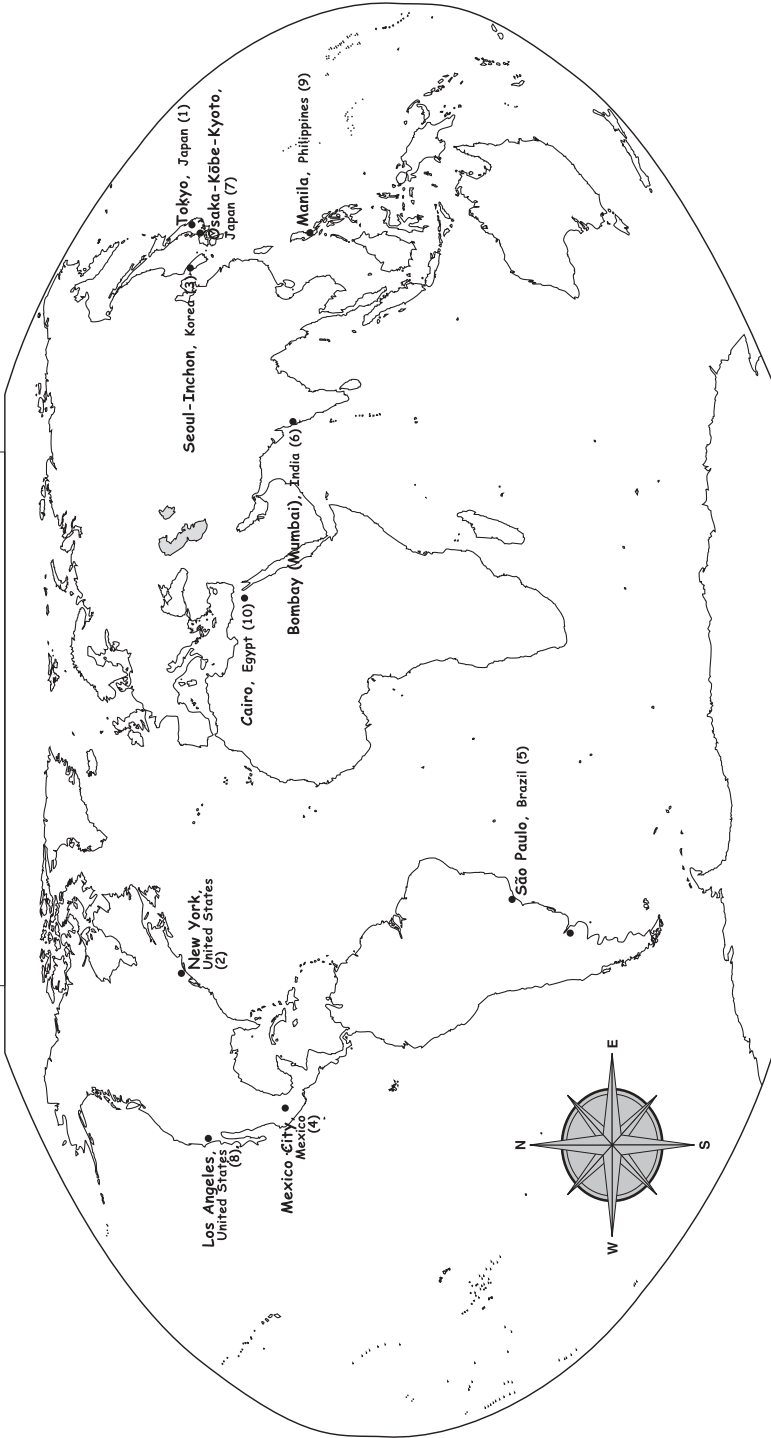 Los Angeles,
United States
(8)
Mexico City,
Mexico
(4)
New York,
United States
(2)
São Paulo, Brazil (5)
Cairo, Egypt (10)
Bombay (Mumbai), India (6)
Seoul-Inchon, Korea (3)
Tokyo, Japan (1)
Osaka-Kōbe-Kyoto,
Japan (7)
Manila, Philippines (9)
N
W
E
S